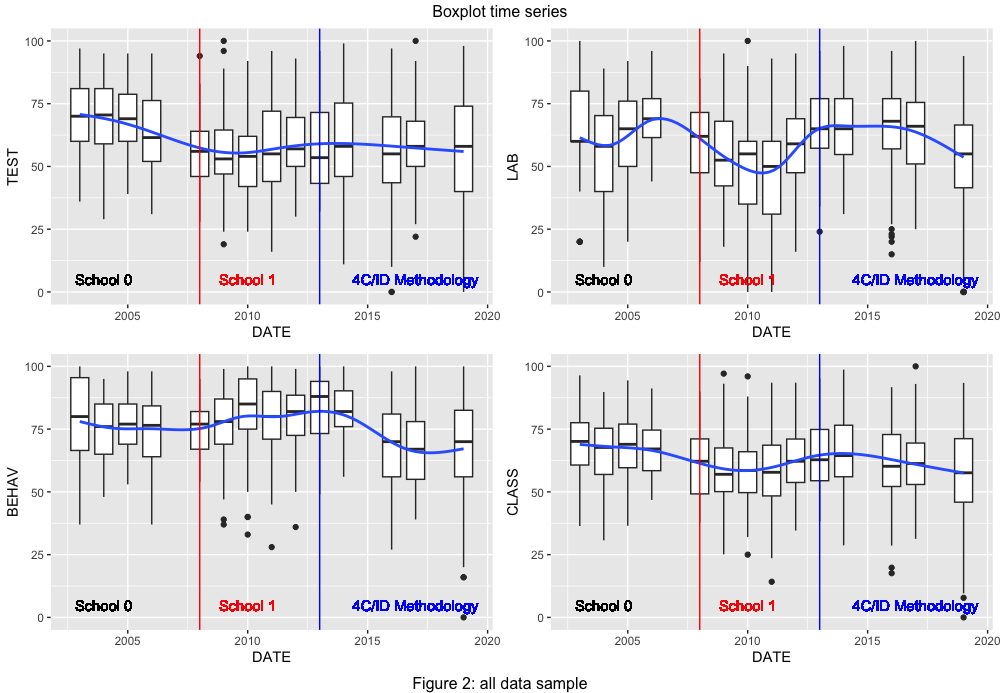 Boxplot time series
100
75
50
25
0
TEST
School 0
School 1
4C/ID Methodology
2005
2010
2015
2020
DATE
100
75
50
25
0
LAB
School 0
School 1
4C/ID Methodology
2005
2010
2015
2020
DATE
100
75
50
25
0
BEHAV
School 0
School 1
4C/ID Methodology
2005
2010
2015
2020
DATE
100
75
50
25
0
CLASS
School 0
School 1
4C/ID Methodology
2005
2010
2015
2020
DATE
Figure 2: all data sample